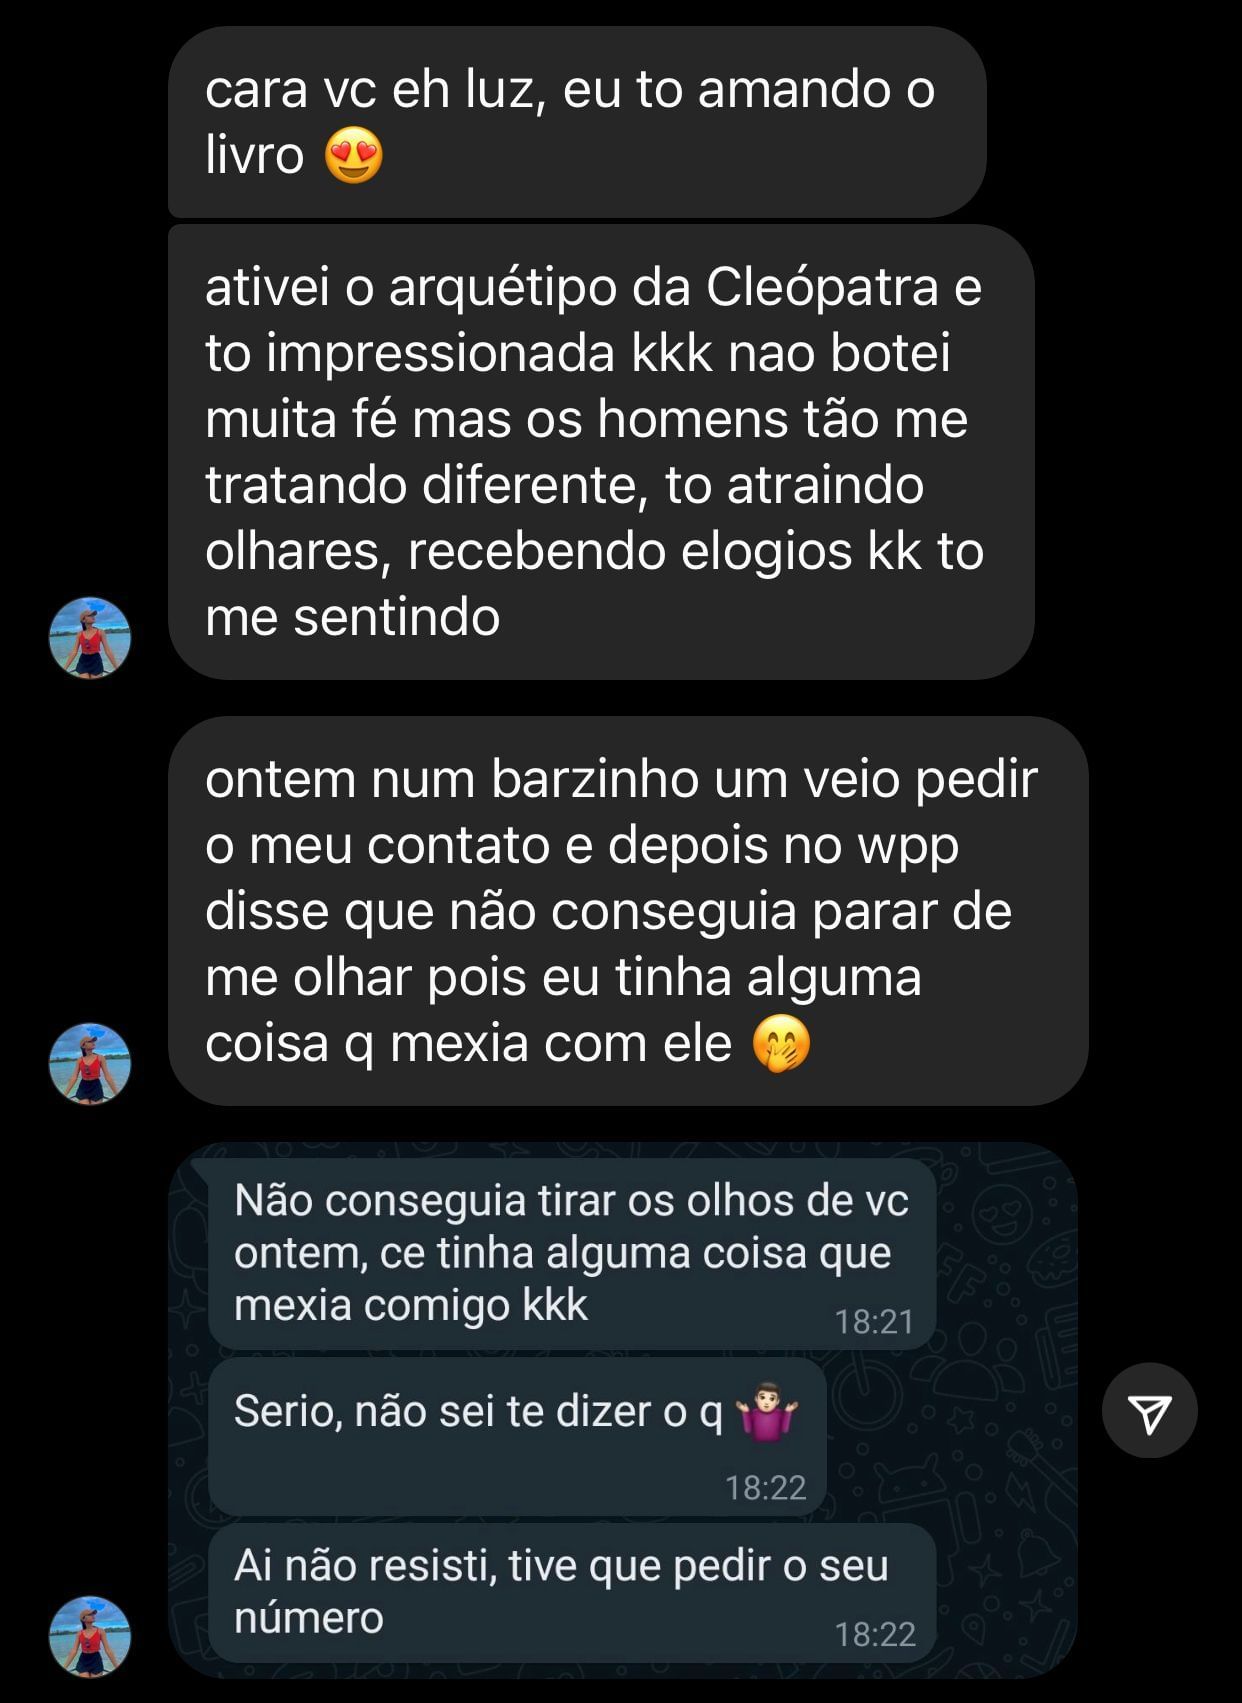 cara vc eh luz, eu to amando o
livro 😍
ativei o arquétipo da Cleópatra e
to impressionada kkk nao botei
muita fé mas os homens tão me
tratando diferente, to atraindo
olhares, recebendo elogios kk to
me sentindo
ontem num barzinho um veio pedir
o meu contato e depois no wpp
disse que não conseguia parar de
me olhar pois eu tinha alguma
coisa q mexia com ele 🤭
Não conseguia tirar os olhos de vc
ontem, ce tinha alguma coisa que
mexia comigo kkk
18:21
Serio, não sei te dizer o q 🤷🏻‍♂️
18:22
Ai não resisti, tive que pedir o seu
número
18:22